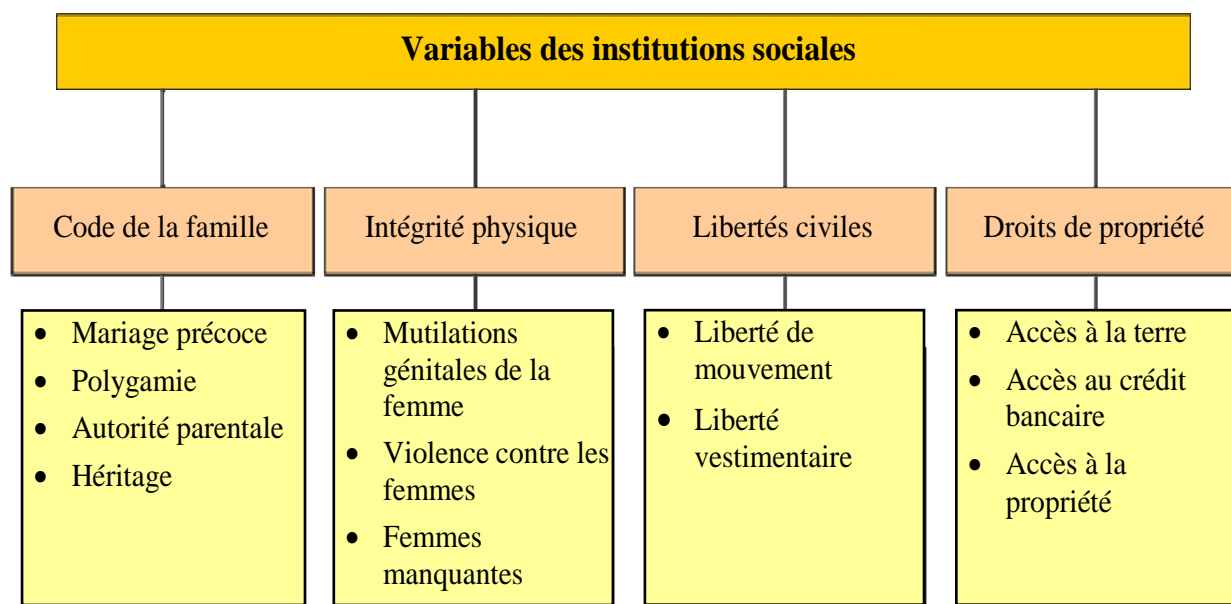 Variables des institutions sociales
Code de la famille
• Mariage précoce
• Polygamie
• Autorité parentale
• Héritage
Intégrité physique
• Mutilations
génitales de la
femme
• Violence contre les
femmes
• Femmes
manquantes
Libertés civiles
• Liberté de
mouvement
• Liberté
vestimentaire
Droits de propriété
• Accès à la terre
• Accès au crédit
bancaire
• Accès à la
propriété